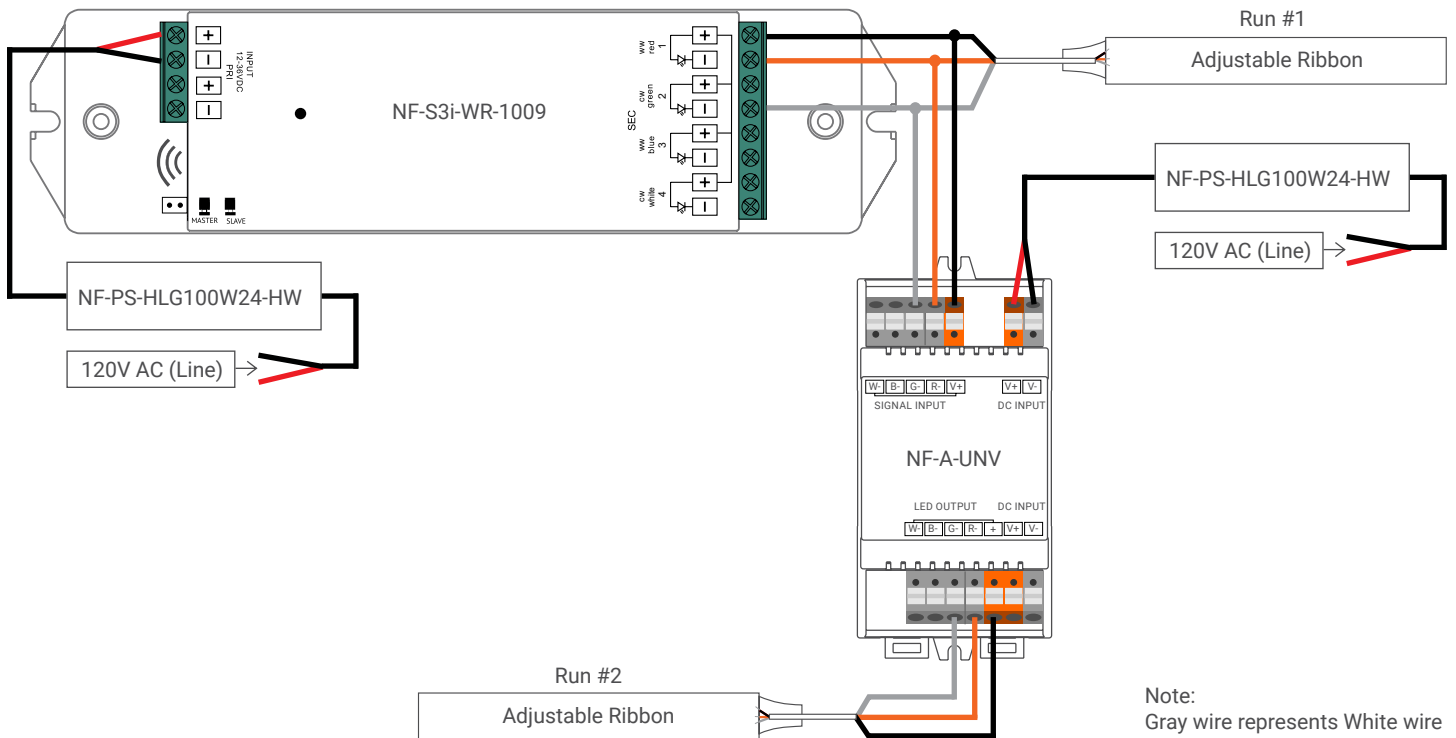 Run #1
Adjustable Ribbon
+
−
+
−
INPUT
12-36VDC
PRI
NF-S3i-WR-1009
MASTER
SLAVE
SEC
ww
red
1
+
−
cw
green
2
+
−
ww
blue
3
+
−
cw
white
4
+
−
NF-PS-HLG100W24-HW
120V AC (Line)
NF-PS-HLG100W24-HW
120V AC (Line)
W- B- G- R- V+ V+ V-
SIGNAL INPUT DC INPUT
NF-A-UNV
LED OUTPUT DC INPUT
W- B- G- R- + V+ V-
Run #2
Adjustable Ribbon
Note:
Gray wire represents White wire